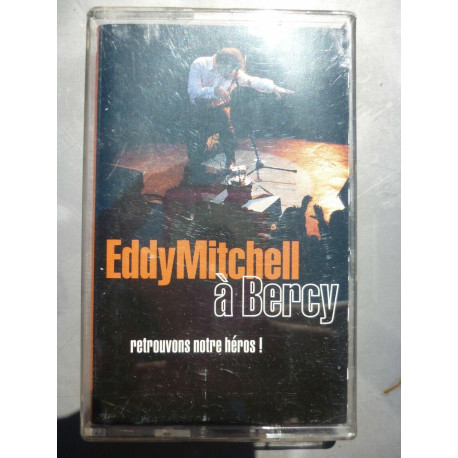 EddyMitchell
à Bercy
retrouvons notre héros !